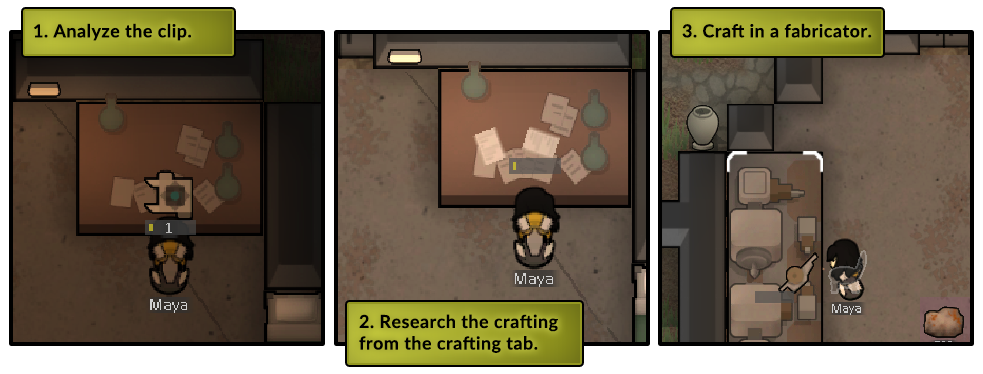 1. Analyze the clip.
1
Maya
2. Research the crafting
from the crafting tab.
Maya
3. Craft in a fabricator.
Maya